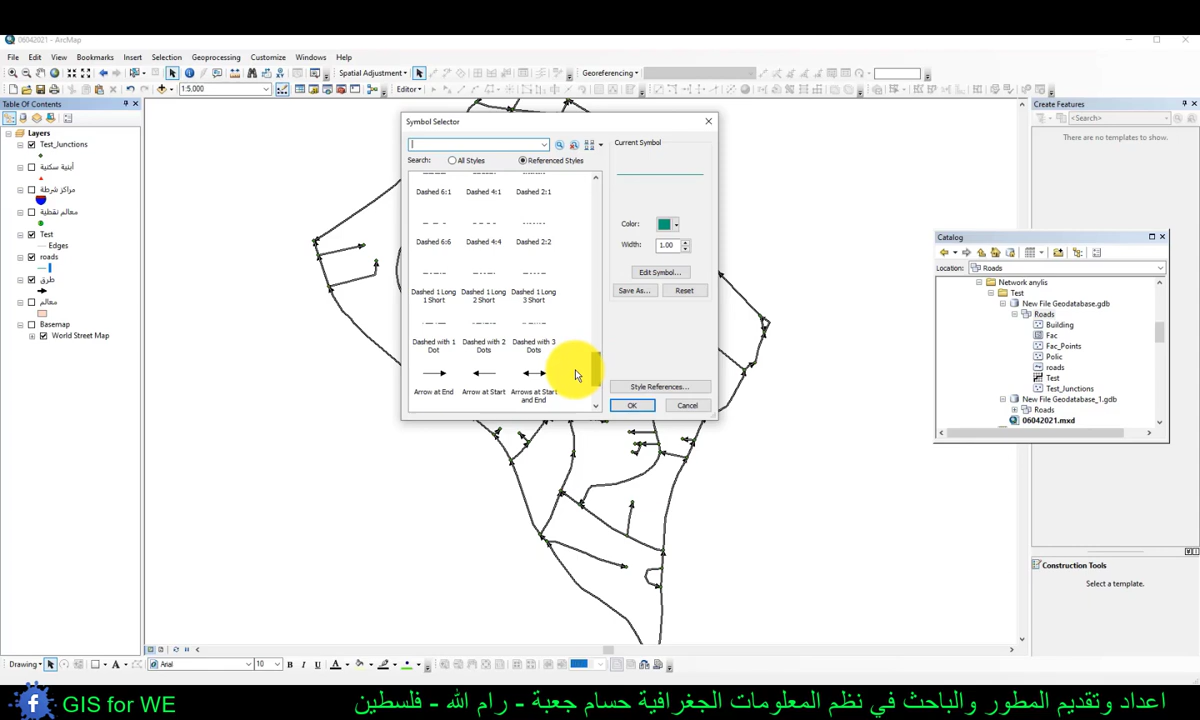 06042021 - ArcMap
File Edit View Bookmarks Insert Selection Geoprocessing Customize Windows Help
Spatial Adjustment
Georeferencing
1:5,000
Editor
Table Of Contents
Layers
Test_Junctions
أبنية سكنية
مراكز شرطة
معالم نقطية
Test
Edges
roads
طرق
معالم
Basemap
World Street Map
Symbol Selector
Search: All Styles Referenced Styles
Dashed 6:1 Dashed 4:1 Dashed 2:1
Dashed 6:6 Dashed 4:4 Dashed 2:2
Dashed 1 Long 1 Short Dashed 1 Long 2 Short Dashed 1 Long 3 Short
Dashed with 1 Dot Dashed with 2 Dots Dashed with 3 Dots
Arrow at End Arrow at Start Arrows at Start and End
Current Symbol
Color:
Width: 1.00
Edit Symbol...
Save As... Reset
Style References...
OK Cancel
Create Features
<Search>
There are no templates to show.
Catalog
Location: Roads
Network anylis
Test
New File Geodatabase.gdb
Roads
Building
Fac
Fac_Points
Polic
roads
Test
Test_Junctions
New File Geodatabase_1.gdb
Roads
06042021.mxd
Construction Tools
Select a template.
Drawing Arial 10 B I U A
GIS for WE
اعداد وتقديم المطور والباحث في نظم المعلومات الجغرافية حسام جعبة - رام الله - فلسطين